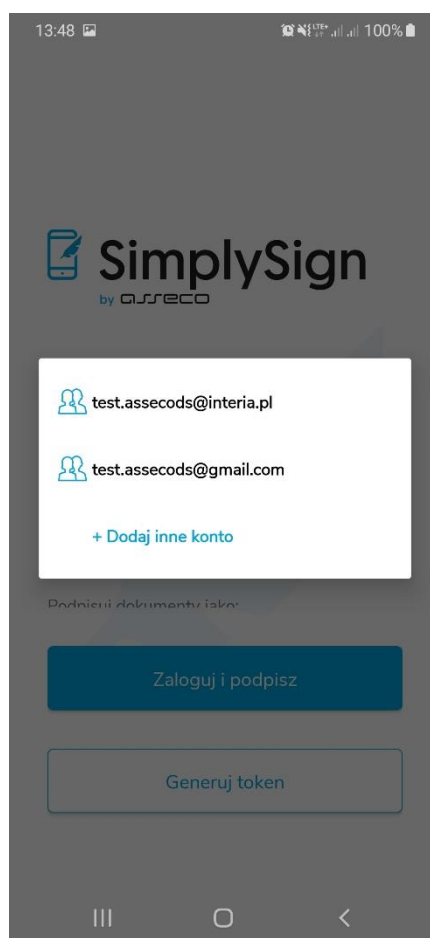 13:48
LTE+ 100%
SimplySign
by asseco
test.assecods@interia.pl
test.assecods@gmail.com
+ Dodaj inne konto
Podpisuj dokumenty jako:
Zaloguj i podpisz
Generuj token